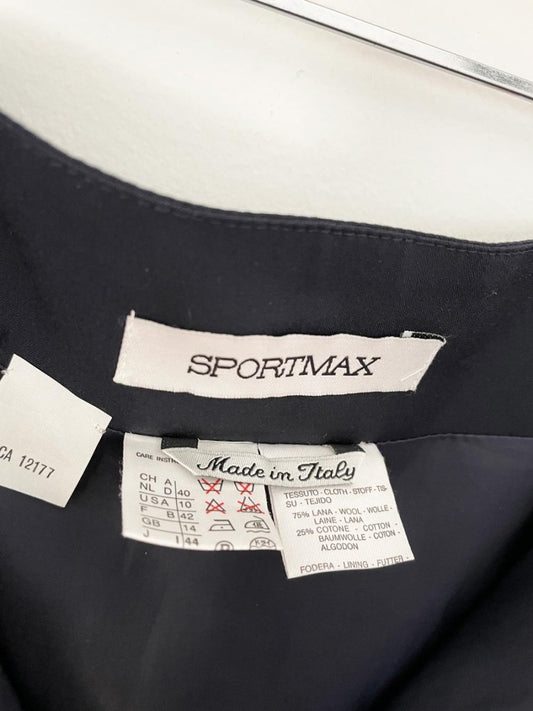 SPORTMAX
CA 12177
Made in Italy
CARE INSTR
CH A
NL D 40
USA 10
F B 42
GB 14
J I 44
TESSUTO - CLOTH - STOFF - TIS-
SU - TEJIDO
75% LANA - WOOL - WOLLE -
LAINE - LANA
25% COTONE - COTTON -
BAUMWOLLE - COTON -
ALGODON
FODERA - LINING - FUTTER -